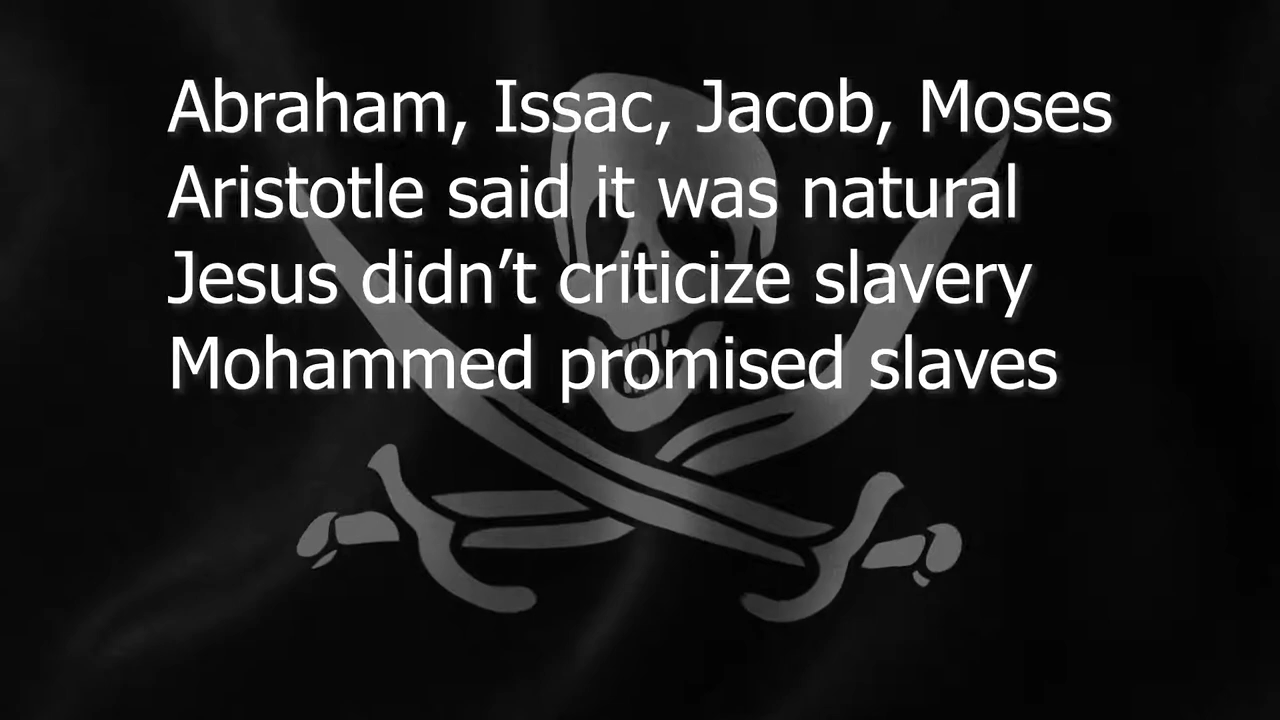 Abraham, Issac, Jacob, Moses
Aristotle said it was natural
Jesus didn’t criticize slavery
Mohammed promised slaves